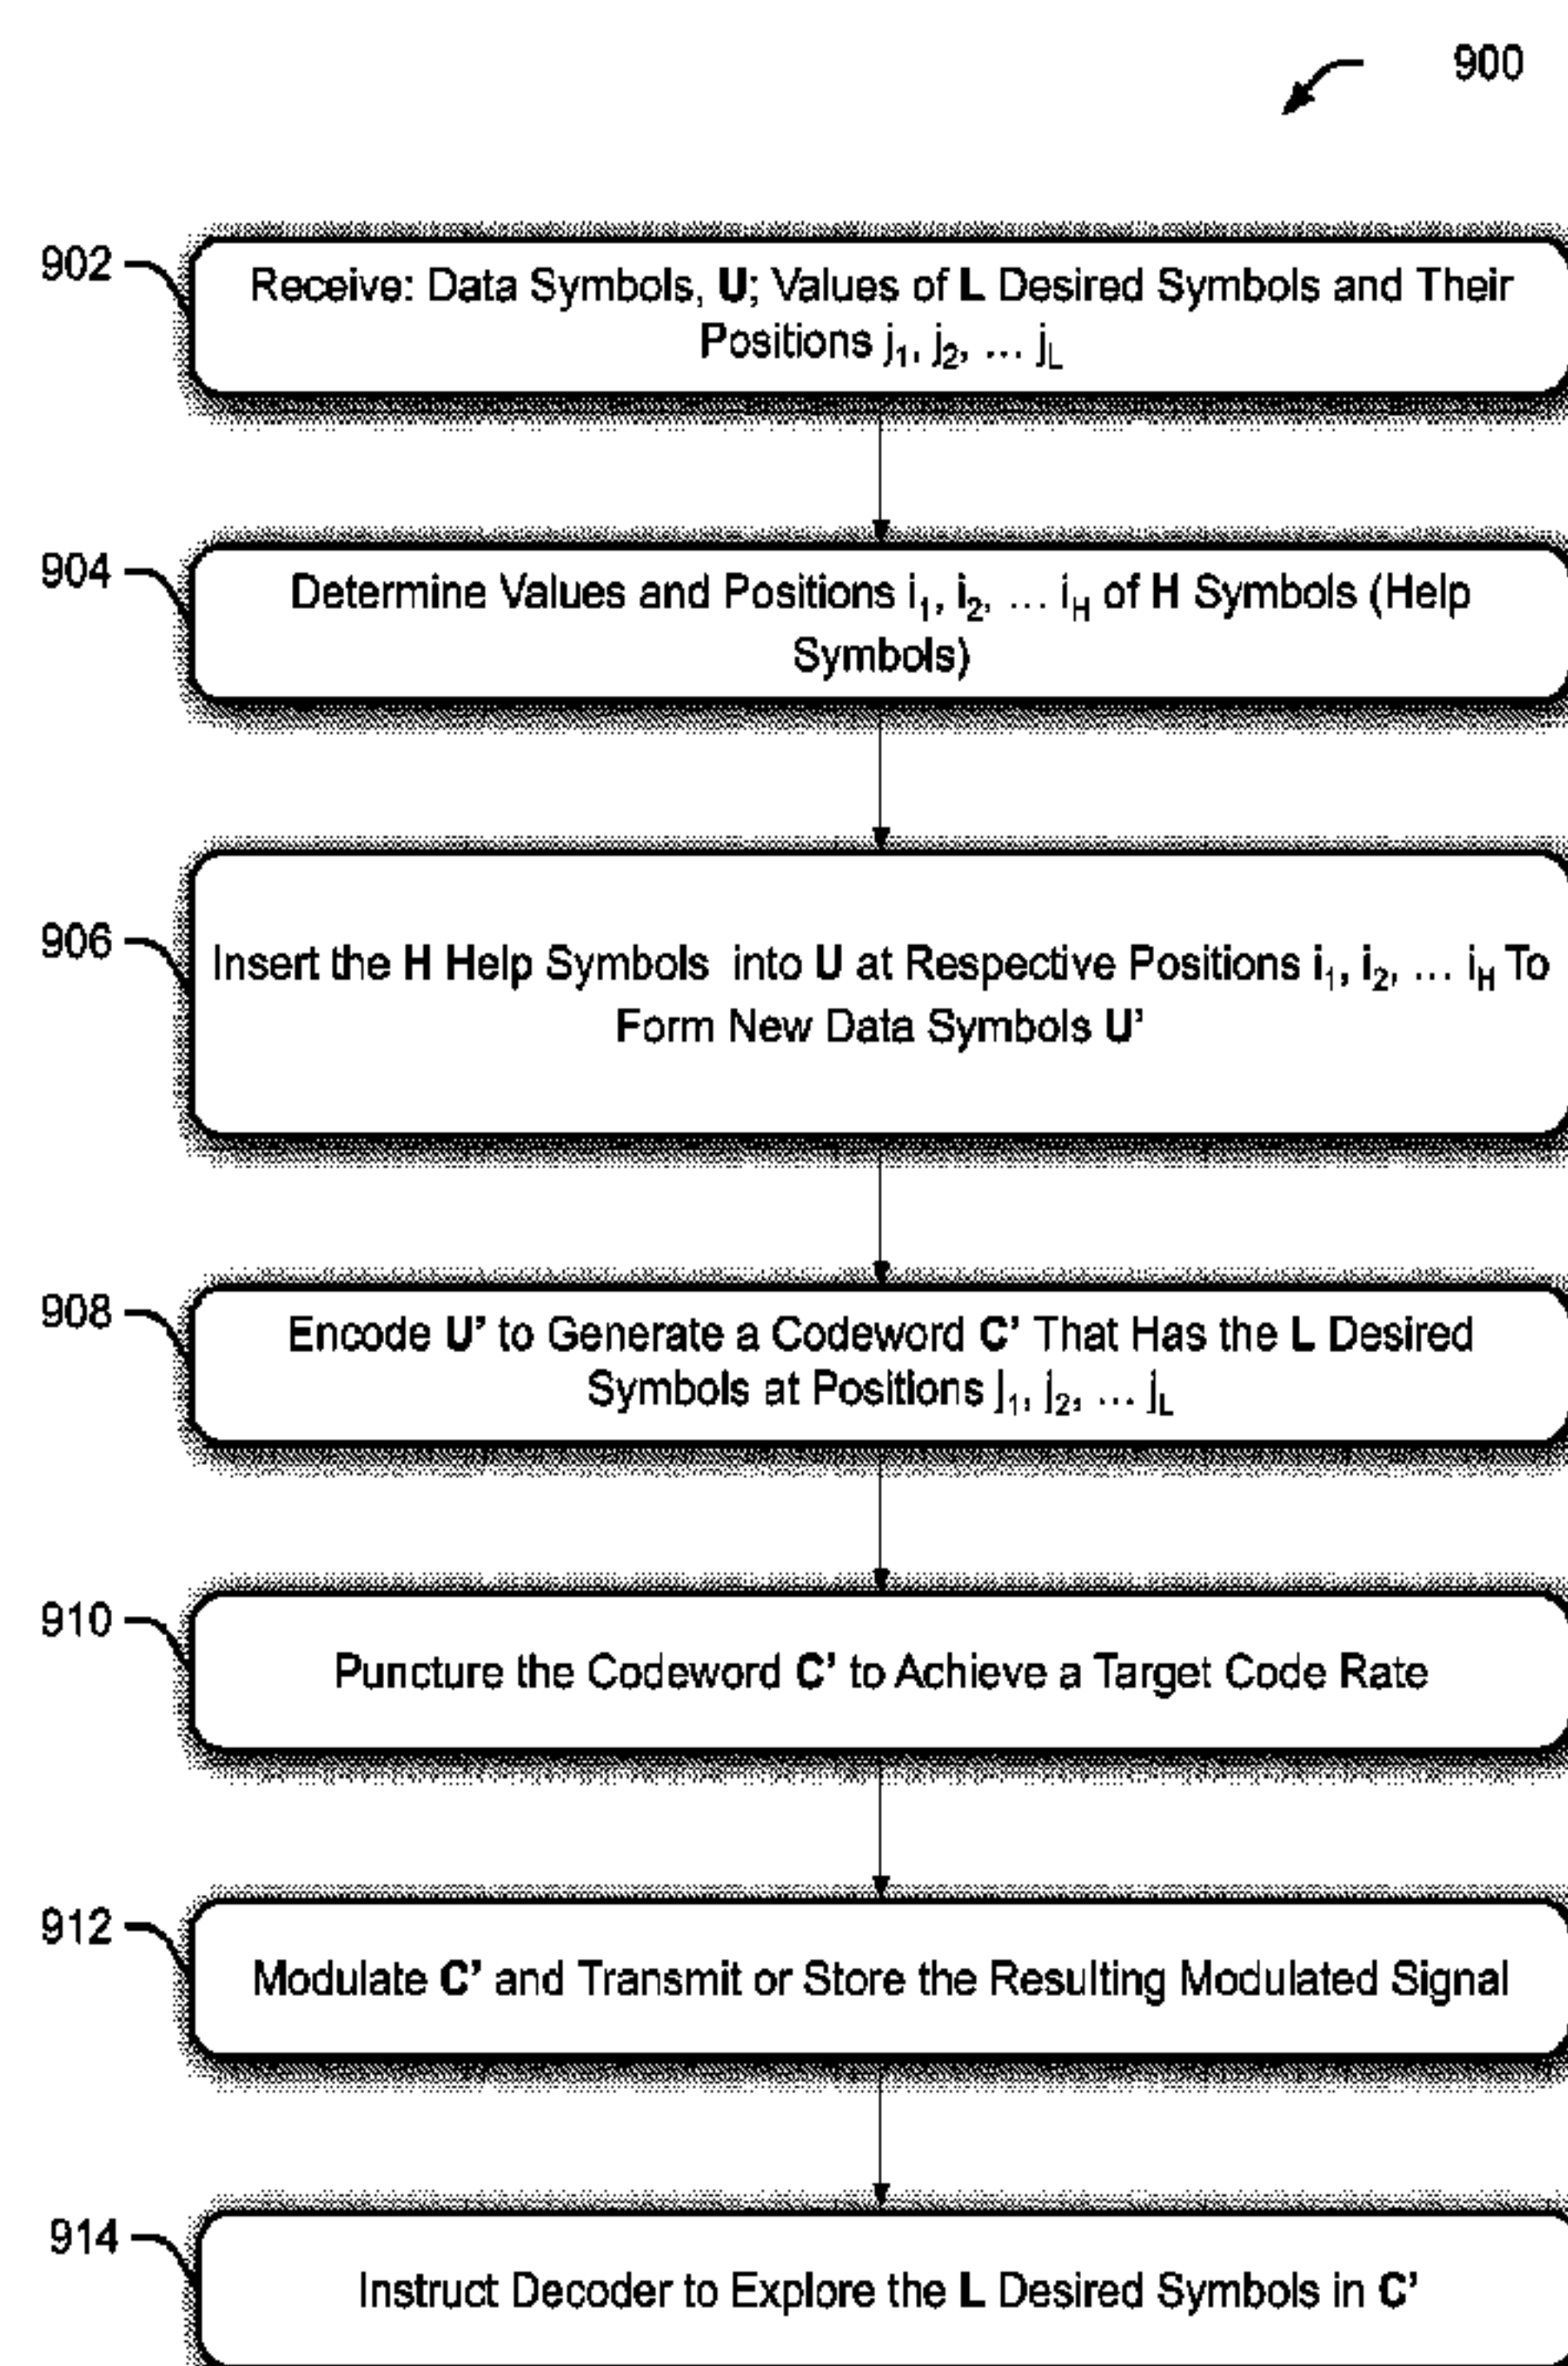 900
902
Receive: Data Symbols, U; Values of L Desired Symbols and Their
Positions j₁, j₂, ... j_L
904
Determine Values and Positions i₁, i₂, ... i_H of H Symbols (Help
Symbols)
906
Insert the H Help Symbols into U at Respective Positions i₁, i₂, ... i_H To
Form New Data Symbols U'
908
Encode U' to Generate a Codeword C' That Has the L Desired
Symbols at Positions j₁, j₂, ... j_L
910
Puncture the Codeword C' to Achieve a Target Code Rate
912
Modulate C' and Transmit or Store the Resulting Modulated Signal
914
Instruct Decoder to Explore the L Desired Symbols in C'